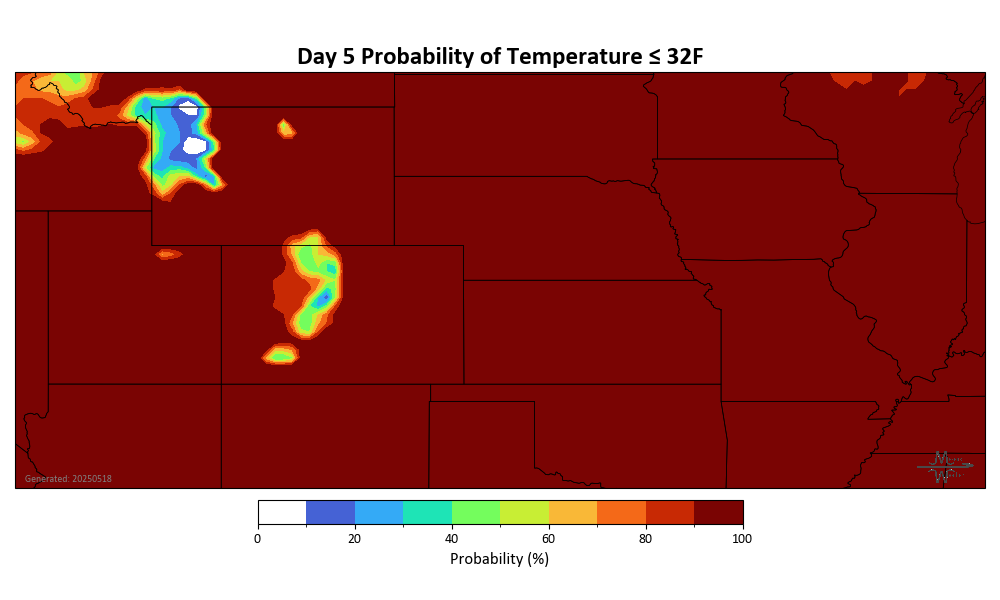 Day 5 Probability of Temperature ≤ 32F
Generated: 20250518
0 20 40 60 80 100
Probability (%)